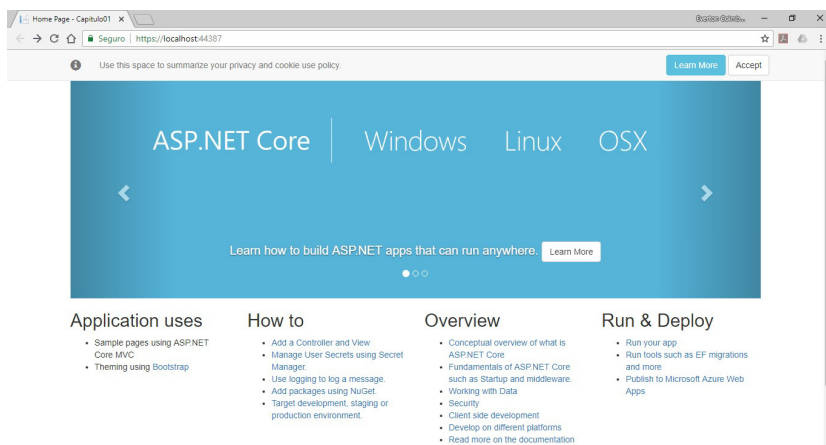 Home Page - Capitulo01
Seguro | https://localhost:44387
Use this space to summarize your privacy and cookie use policy.
Learn More
Accept
ASP.NET Core
Windows
Linux
OSX
Learn how to build ASP.NET apps that can run anywhere.
Learn More
Application uses
Sample pages using ASP.NET
Core MVC
Theming using Bootstrap
How to
Add a Controller and View
Manage User Secrets using Secret
Manager.
Use logging to log a message.
Add packages using NuGet.
Target development, staging or
production environment.
Overview
Conceptual overview of what is
ASP.NET Core
Fundamentals of ASP.NET Core
such as Startup and middleware.
Working with Data
Security
Client side development
Develop on different platforms
Read more on the documentation
Run & Deploy
Run your app
Run tools such as EF migrations
and more
Publish to Microsoft Azure Web
Apps